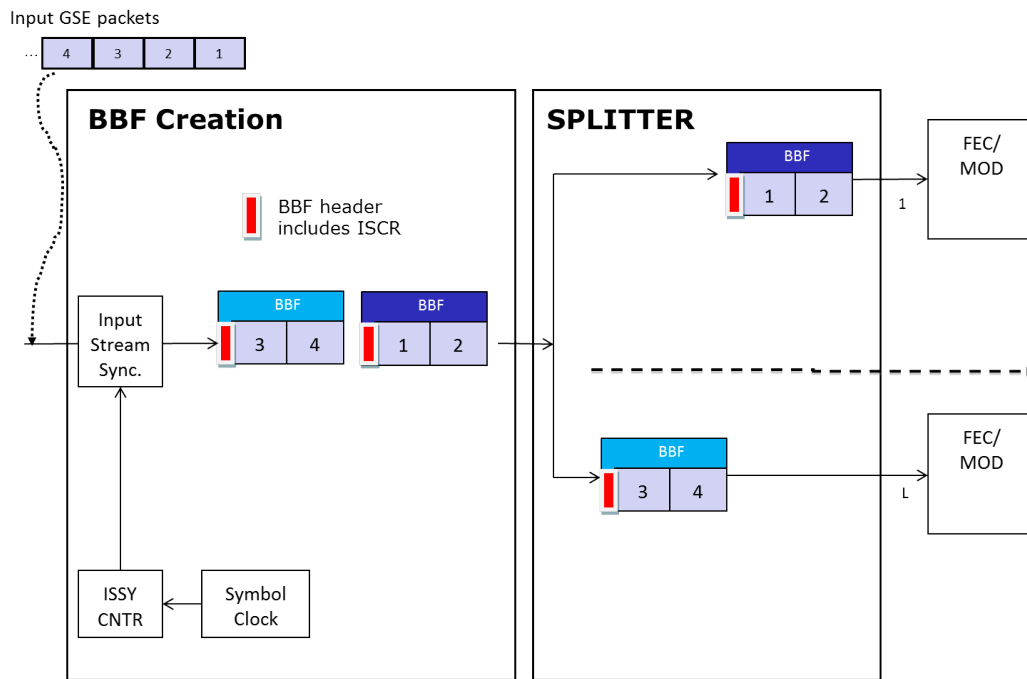 Input GSE packets
... 4 3 2 1
BBF Creation
SPLITTER
FEC/
MOD
BBF
1 2
1
BBF header
includes ISCR
Input
Stream
Sync.
BBF
3 4
BBF
1 2
FEC/
MOD
BBF
3 4
L
ISSY
CNTR
Symbol
Clock